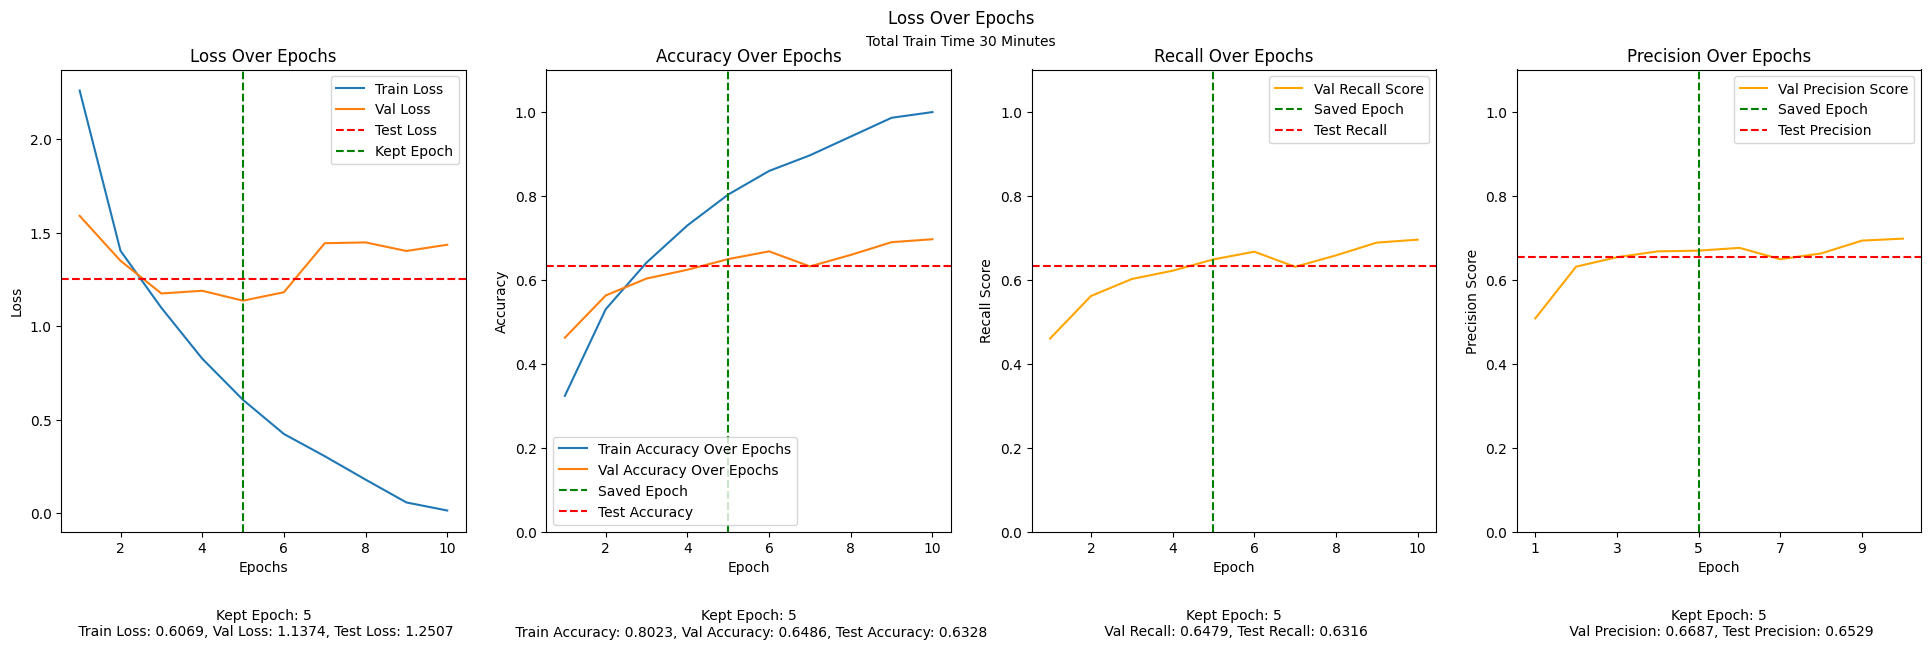 Loss Over Epochs
Total Train Time 30 Minutes
Loss Over Epochs
Train Loss
Val Loss
Test Loss
Kept Epoch
2.0
1.5
1.0
0.5
0.0
Loss
2 4 6 8 10
Epochs
Kept Epoch: 5
Train Loss: 0.6069, Val Loss: 1.1374, Test Loss: 1.2507
Accuracy Over Epochs
1.0
0.8
0.6
0.4
0.2
0.0
Accuracy
Train Accuracy Over Epochs
Val Accuracy Over Epochs
Saved Epoch
Test Accuracy
2 4 6 8 10
Epoch
Kept Epoch: 5
Train Accuracy: 0.8023, Val Accuracy: 0.6486, Test Accuracy: 0.6328
Recall Over Epochs
Val Recall Score
Saved Epoch
Test Recall
1.0
0.8
0.6
0.4
0.2
0.0
Recall Score
2 4 6 8 10
Epoch
Kept Epoch: 5
Val Recall: 0.6479, Test Recall: 0.6316
Precision Over Epochs
Val Precision Score
Saved Epoch
Test Precision
1.0
0.8
0.6
0.4
0.2
0.0
Precision Score
1 3 5 7 9
Epoch
Kept Epoch: 5
Val Precision: 0.6687, Test Precision: 0.6529